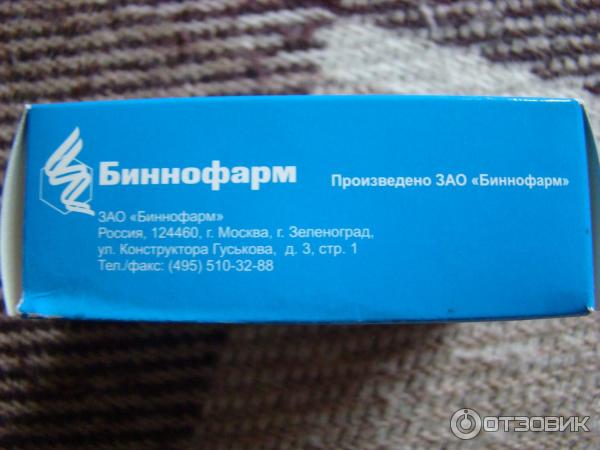 Биннофарм
Произведено ЗАО «Биннофарм»
ЗАО «Биннофарм»
Россия, 124460, г. Москва, г. Зеленоград,
ул. Конструктора Гуськова, д. 3, стр. 1
Тел./факс: (495) 510-32-88
ОТЗОВИК